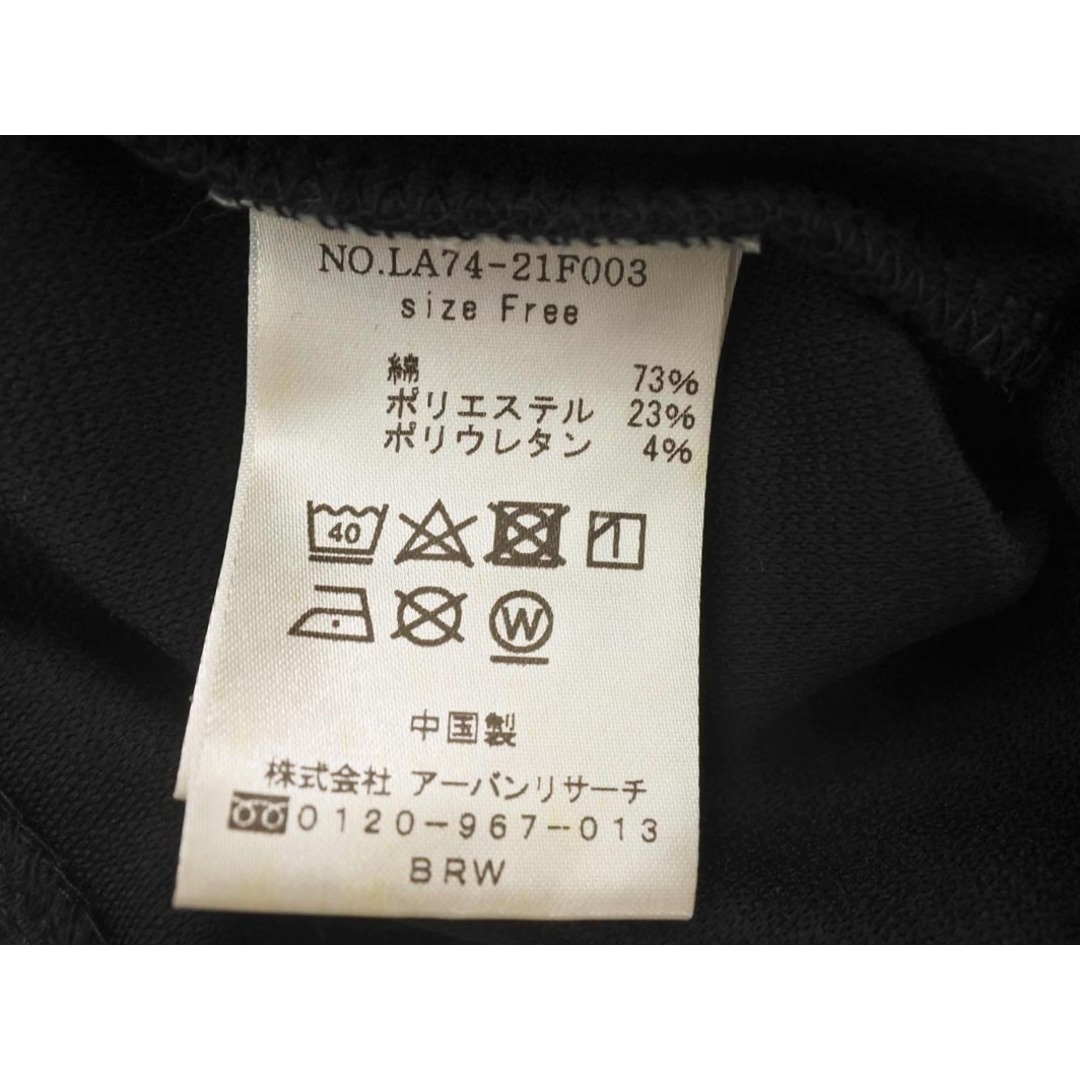 NO.LA74-21F003
size Free
綿 73%
ポリエステル 23%
ポリウレタン 4%
40
W
中国製
株式会社 アーバンリサーチ
0120-967-013
BRW